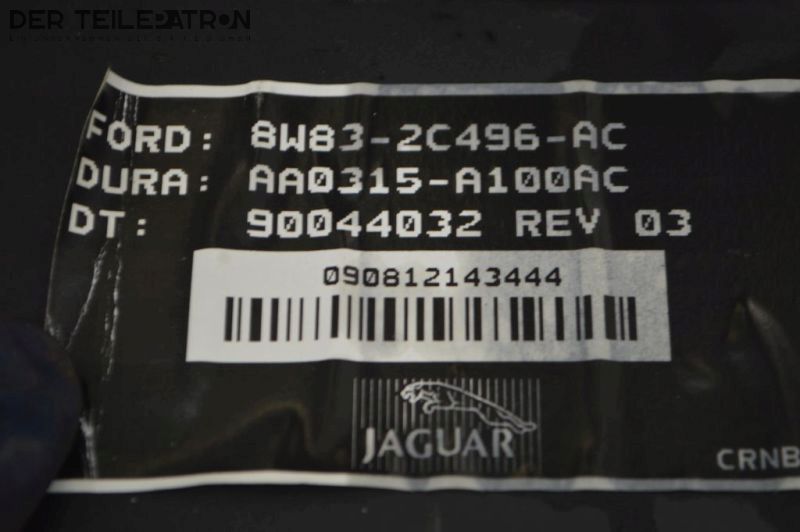 DER TEILEPATRON
FORD: 8W83-2C496-AC
DURA: AA0315-A100AC
DT: 90044032 REV 03
090812143444
JAGUAR
CRNB